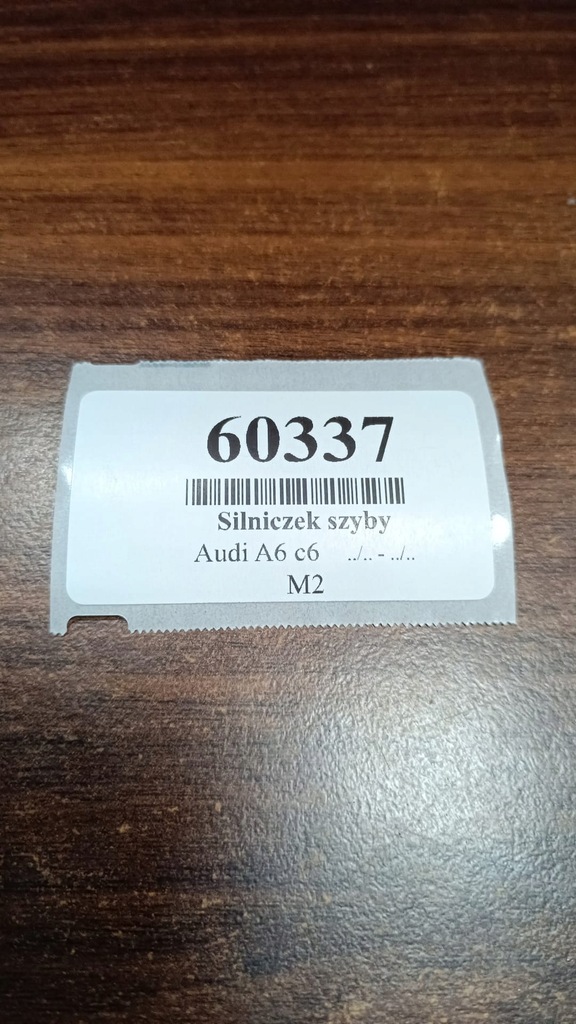 60337
Silniczek szyby
Audi A6 c6 ../.. - ../..
M2